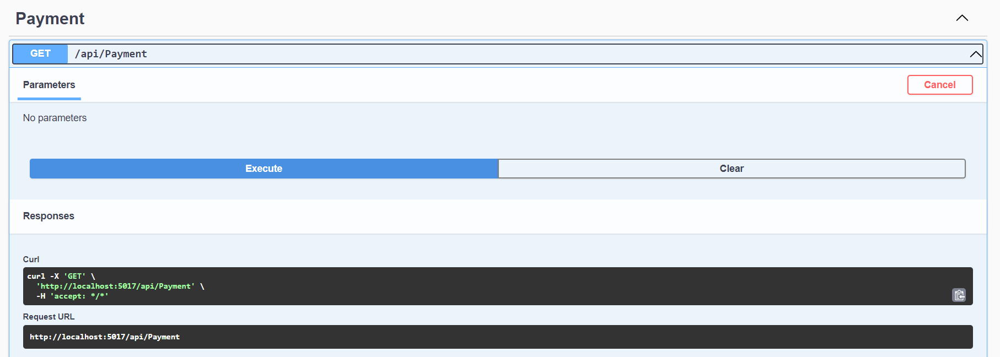 Payment
GET /api/Payment
Parameters
Cancel
No parameters
Execute
Clear
Responses
Curl
curl -X 'GET' \
'http://localhost:5017/api/Payment' \
-H 'accept: */*'
Request URL
http://localhost:5017/api/Payment